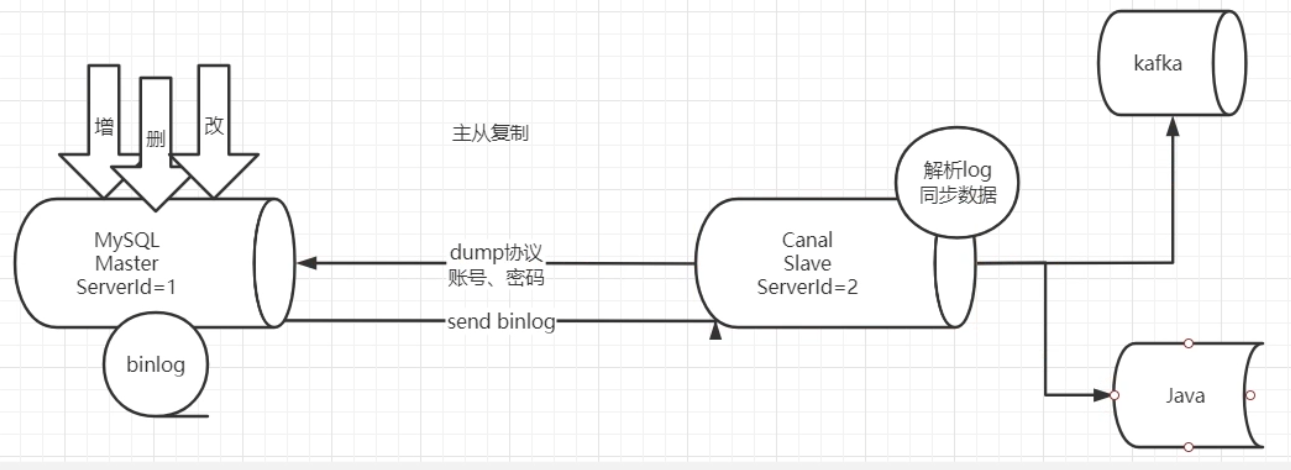 增
删
改
主从复制
kafka
解析log
同步数据
MySQL
Master
ServerId=1
dump协议
账号、密码
Canal
Slave
ServerId=2
send binlog
binlog
Java